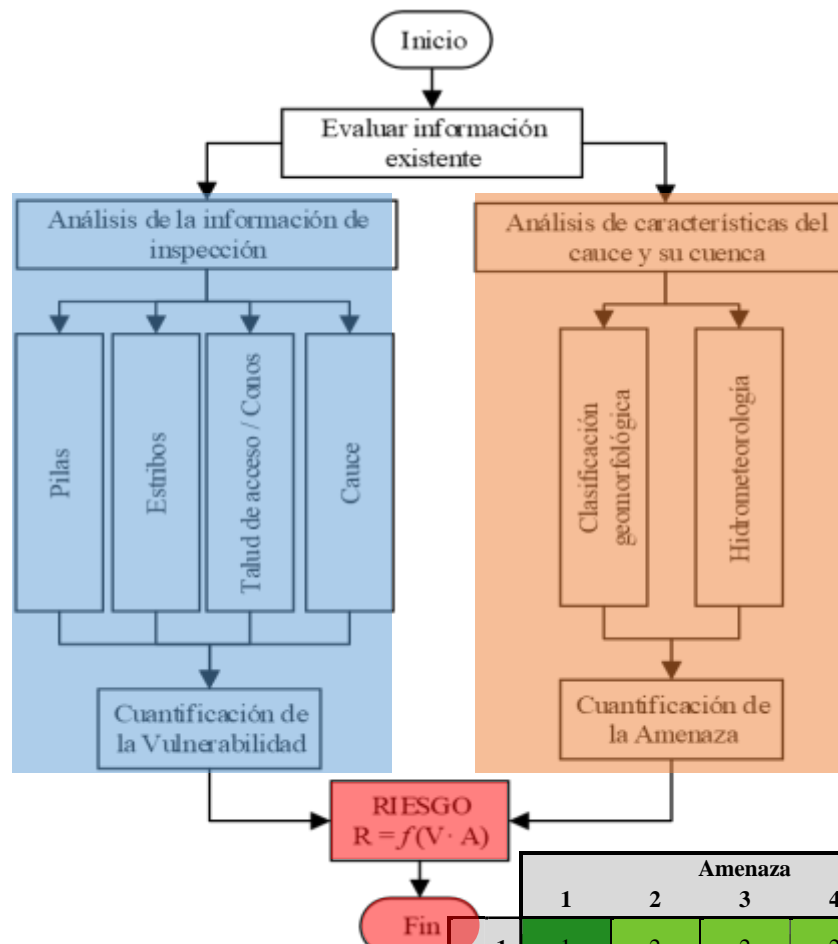 Inicio
Evaluar información
existente
Análisis de la información de
inspección
Pilas
Estribos
Talud de acceso / Conos
Cauce
Cuantificación de
la Vulnerabilidad
Análisis de características del
cauce y su cuenca
Clasificación
geomorfológica
Hidrometeorología
Cuantificación de
la Amenaza
RIESGO
R = f(V· A)
Fin
Amenaza
1 2 3 4
1